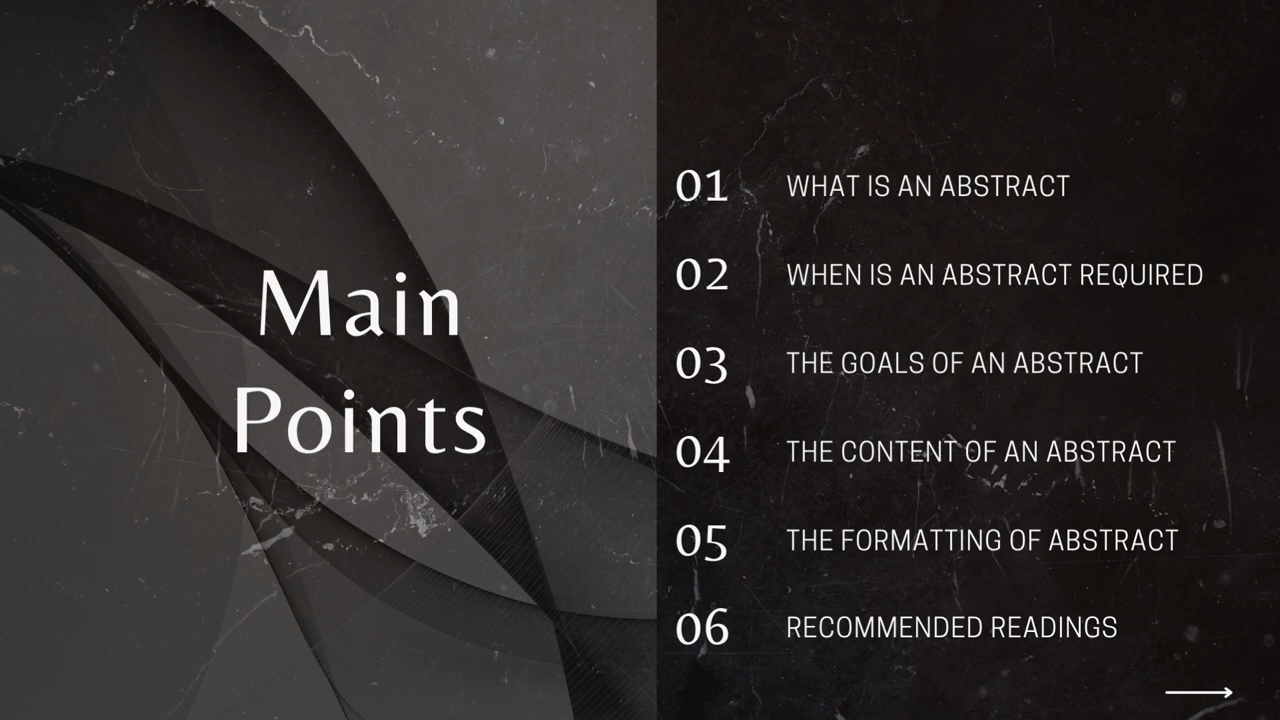 Main
Points
01 WHAT IS AN ABSTRACT
02 WHEN IS AN ABSTRACT REQUIRED
03 THE GOALS OF AN ABSTRACT
04 THE CONTENT OF AN ABSTRACT
05 THE FORMATTING OF ABSTRACT
06 RECOMMENDED READINGS